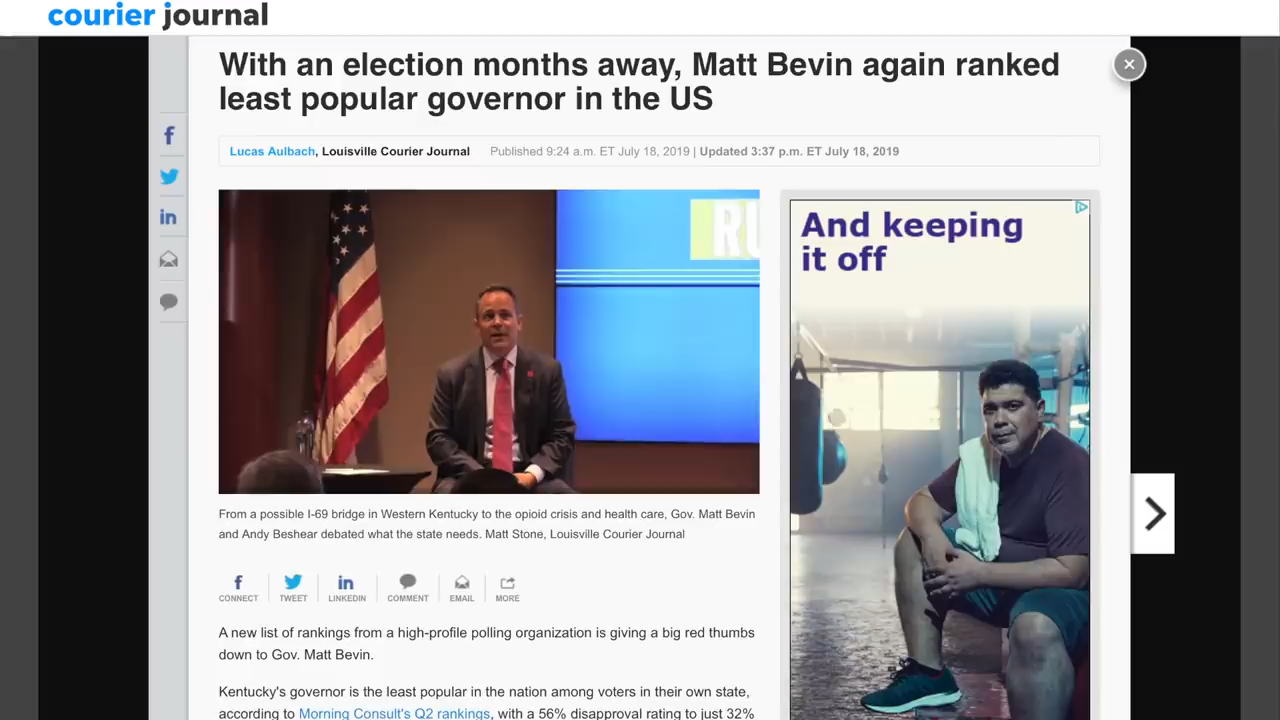 courier journal
With an election months away, Matt Bevin again ranked
least popular governor in the US
Lucas Aulbach, Louisville Courier Journal Published 9:24 a.m. ET July 18, 2019 | Updated 3:37 p.m. ET July 18, 2019
RU
And keeping
it off
From a possible I-69 bridge in Western Kentucky to the opioid crisis and health care, Gov. Matt Bevin
and Andy Beshear debated what the state needs. Matt Stone, Louisville Courier Journal
CONNECT TWEET LINKEDIN COMMENT EMAIL MORE
A new list of rankings from a high-profile polling organization is giving a big red thumbs
down to Gov. Matt Bevin.
Kentucky's governor is the least popular in the nation among voters in their own state,
according to Morning Consult's Q2 rankings, with a 56% disapproval rating to just 32%